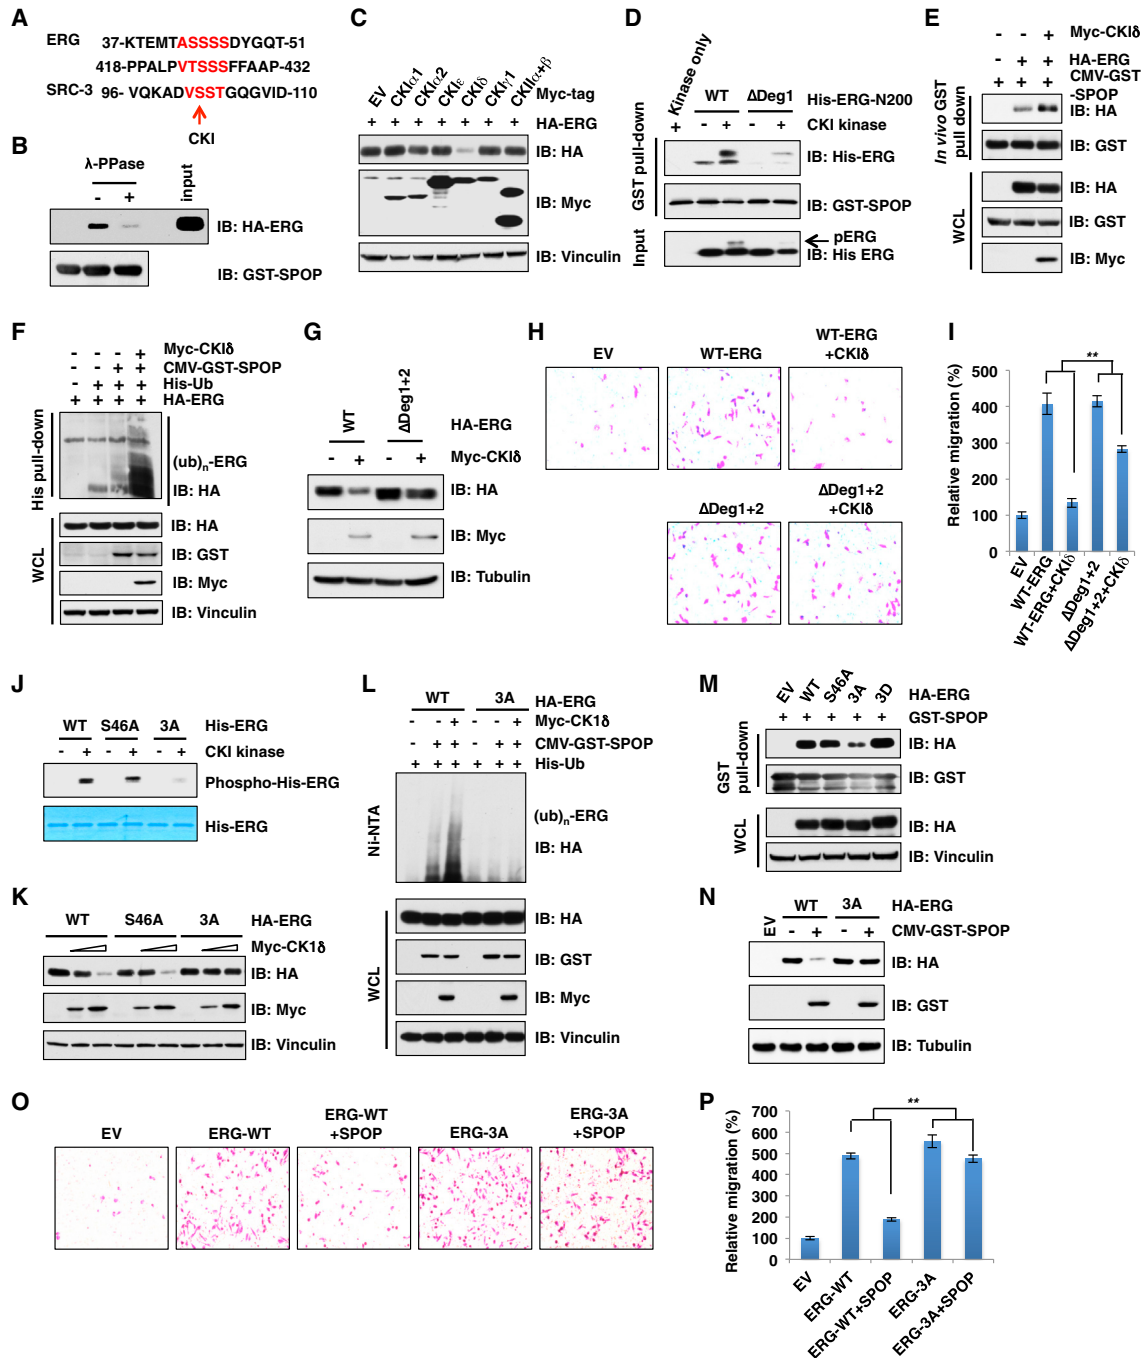 A
ERG 37-KTEMTASSSSDYGQT-51
418-PPALPVTSSSFFAAP-432
SRC-3 96- VQKADVSSTGQGVID-110
CKI
B
λ-PPase
- +
input
IB: HA-ERG
IB: GST-SPOP
C
EV CKIα1 CKIα2 CKIε CKIδ CKIγ1 CKIIα+β
Myc-tag
+ + + + + + + HA-ERG
IB: HA
IB: Myc
IB: Vinculin
D
Kinase only
WT ΔDeg1 His-ERG-N200
+ - + - + CKI kinase
GST pull-down
IB: His-ERG
IB: GST-SPOP
Input
pERG
IB: His ERG
E
- - + Myc-CKIδ
- + + HA-ERG
+ + + CMV-GST
-SPOP
In vivo GST
pull down
IB: HA
IB: GST
WCL
IB: HA
IB: GST
IB: Myc
F
- - - + Myc-CKIδ
- - + + CMV-GST-SPOP
- + + + His-Ub
+ + + + HA-ERG
His pull-down
(ub)n-ERG
IB: HA
WCL
IB: HA
IB: GST
IB: Myc
IB: Vinculin
G
WT ΔDeg1+2 HA-ERG
- + - + Myc-CKIδ
IB: HA
IB: Myc
IB: Tubulin
H
EV
WT-ERG
WT-ERG
+CKIδ
ΔDeg1+2
ΔDeg1+2
+CKIδ
I
**
Relative migration (%)
500
400
300
200
100
0
EV
WT-ERG
WT-ERG+CKIδ
ΔDeg1+2
ΔDeg1+2+CKIδ
J
WT S46A 3A His-ERG
- + - + - + CKI kinase
Phospho-His-ERG
His-ERG
K
WT S46A 3A HA-ERG
Myc-CK1δ
IB: HA
IB: Myc
IB: Vinculin
L
WT 3A HA-ERG
- - + - - + Myc-CK1δ
- + + - + + CMV-GST-SPOP
+ + + + + + His-Ub
Ni-NTA
(ub)n-ERG
IB: HA
WCL
IB: HA
IB: GST
IB: Myc
IB: Vinculin
M
EV WT S46A 3A 3D HA-ERG
+ + + + + GST-SPOP
GST
pull-down
IB: HA
IB: GST
WCL
IB: HA
IB: Vinculin
N
EV WT 3A HA-ERG
- + - + CMV-GST-SPOP
IB: HA
IB: GST
IB: Tubulin
O
EV
ERG-WT
ERG-WT
+SPOP
ERG-3A
ERG-3A
+SPOP
P
**
Relative migration (%)
700
600
500
400
300
200
100
0
EV
ERG-WT
ERG-WT+SPOP
ERG-3A
ERG-3A+SPOP